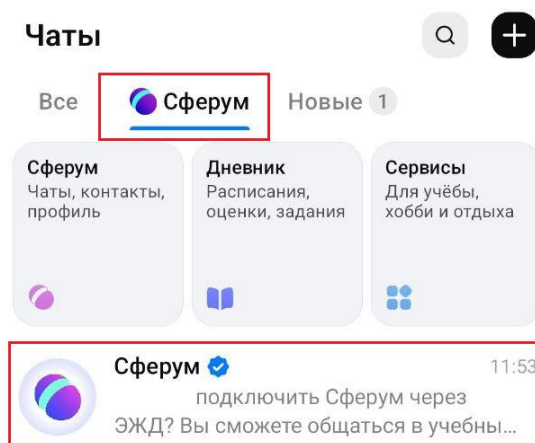 Чаты
Все Сферум Новые 1
Сферум
Чаты, контакты,
профиль
Дневник
Расписания,
оценки, задания
Сервисы
Для учёбы,
хобби и отдыха
Сферум 11:53
подключить Сферум через
ЭЖД? Вы сможете общаться в учебны...